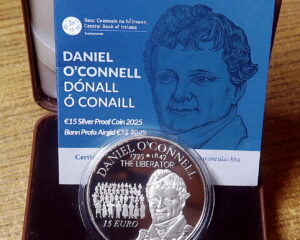 Banc Ceannais na hÉireann
Central Bank of Ireland
Eurosystem
DANIEL
O'CONNELL
DÓNALL
Ó CONAILL
€15 Silver Proof Coin 2025
Bonn Profa Airgid €15 2025
DANIEL O'CONNELL
1775 • 1847
THE LIBERATOR
15 EURO